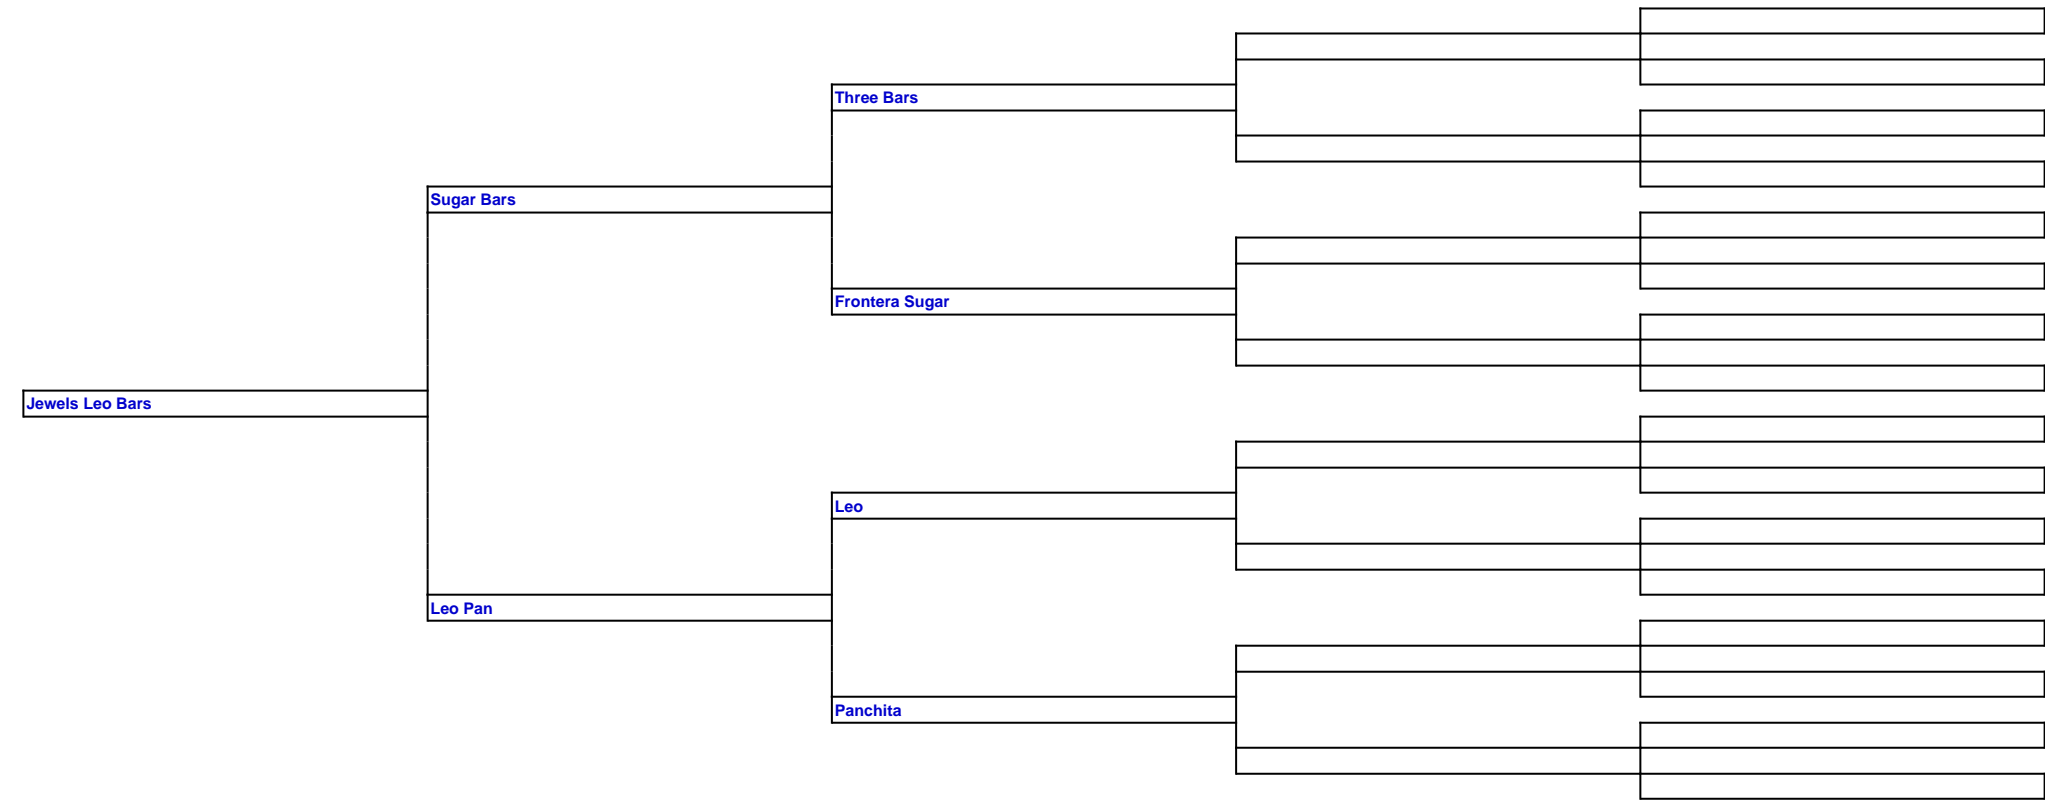 Three Bars
Sugar Bars
Frontera Sugar
Jewels Leo Bars
Leo
Leo Pan
Panchita